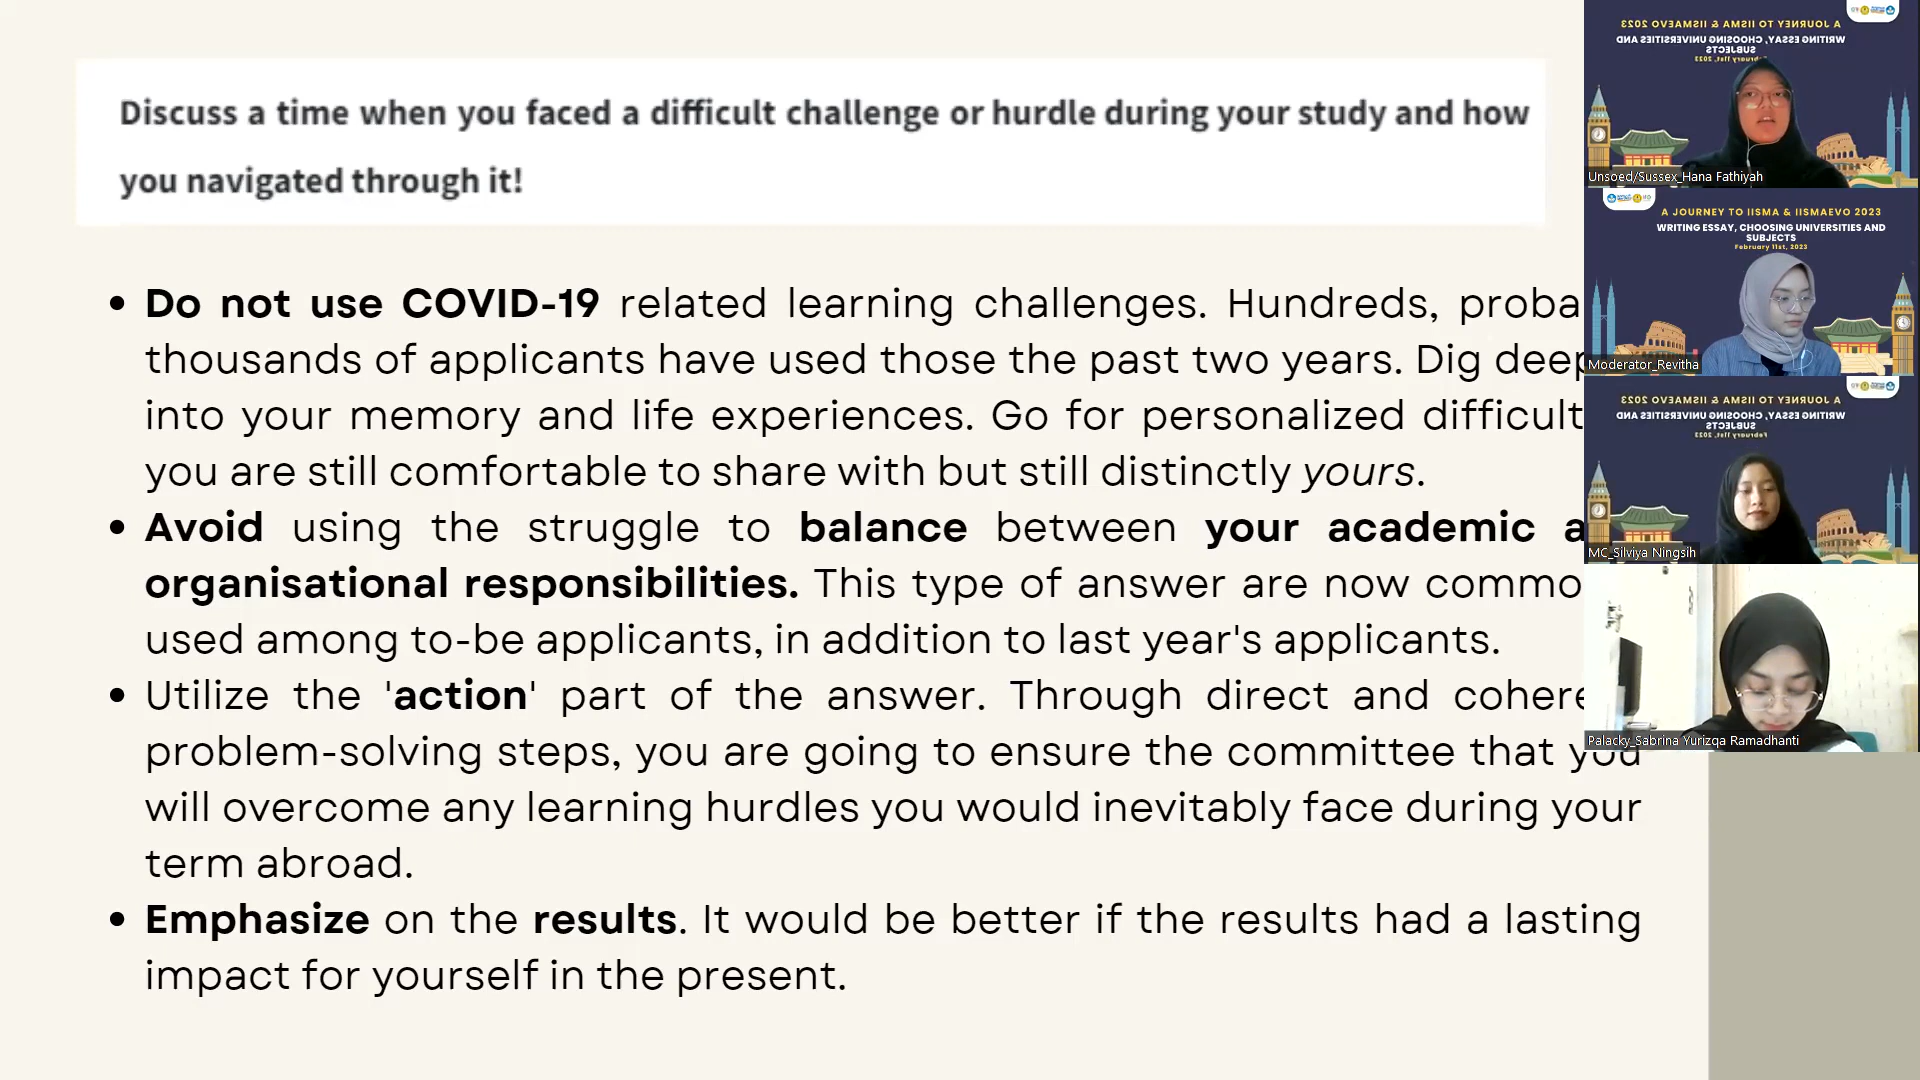 Discuss a time when you faced a difficult challenge or hurdle during your study and how
you navigated through it!
• Do not use COVID-19 related learning challenges. Hundreds, proba
thousands of applicants have used those the past two years. Dig deep
into your memory and life experiences. Go for personalized difficult
you are still comfortable to share with but still distinctly yours.
• Avoid using the struggle to balance between your academic a
organisational responsibilities. This type of answer are now commo
used among to-be applicants, in addition to last year's applicants.
• Utilize the 'action' part of the answer. Through direct and cohere
problem-solving steps, you are going to ensure the committee that you
will overcome any learning hurdles you would inevitably face during your
term abroad.
• Emphasize on the results. It would be better if the results had a lasting
impact for yourself in the present.
A JOURNEY TO IISMA & IISMAEVO 2023
WRITING ESSAY, CHOOSING UNIVERSITIES AND
SUBJECTS
February 11st, 2023
Unsoed/Sussex_Hana Fathiyah
A JOURNEY TO IISMA & IISMAEVO 2023
WRITING ESSAY, CHOOSING UNIVERSITIES AND
SUBJECTS
February 11st, 2023
Moderator_Revitha
A JOURNEY TO IISMA & IISMAEVO 2023
WRITING ESSAY, CHOOSING UNIVERSITIES AND
SUBJECTS
February 11st, 2023
MC_Silviya Ningsih
Palacky_Sabrina Yurizqa Ramadhanti